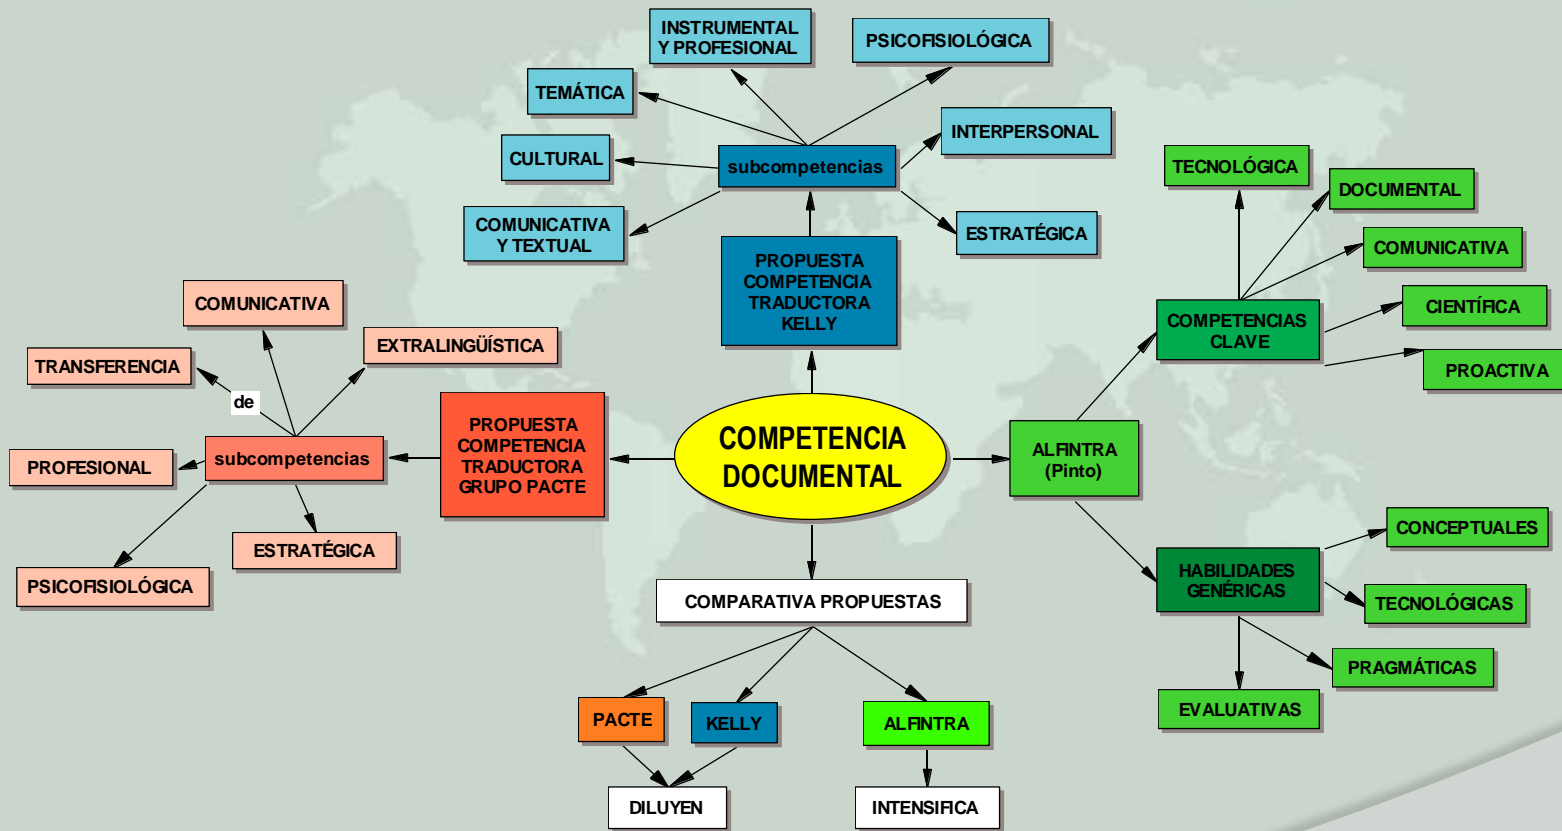 INSTRUMENTAL
Y PROFESIONAL
PSICOFISIOLÓGICA
TEMÁTICA
INTERPERSONAL
CULTURAL
subcompetencias
COMUNICATIVA
Y TEXTUAL
ESTRATÉGICA
PROPUESTA
COMPETENCIA
TRADUCTORA
KELLY
TECNOLÓGICA
DOCUMENTAL
COMUNICATIVA
CIENTÍFICA
COMPETENCIAS
CLAVE
PROACTIVA
COMUNICATIVA
EXTRALINGÜÍSTICA
TRANSFERENCIA
de
PROPUESTA
COMPETENCIA
TRADUCTORA
GRUPO PACTE
subcompetencias
PROFESIONAL
ESTRATÉGICA
PSICOFISIOLÓGICA
COMPETENCIA
DOCUMENTAL
ALFINTRA
(Pinto)
CONCEPTUALES
HABILIDADES
GENÉRICAS
TECNOLÓGICAS
PRAGMÁTICAS
EVALUATIVAS
COMPARATIVA PROPUESTAS
PACTE
KELLY
ALFINTRA
DILUYEN
INTENSIFICA